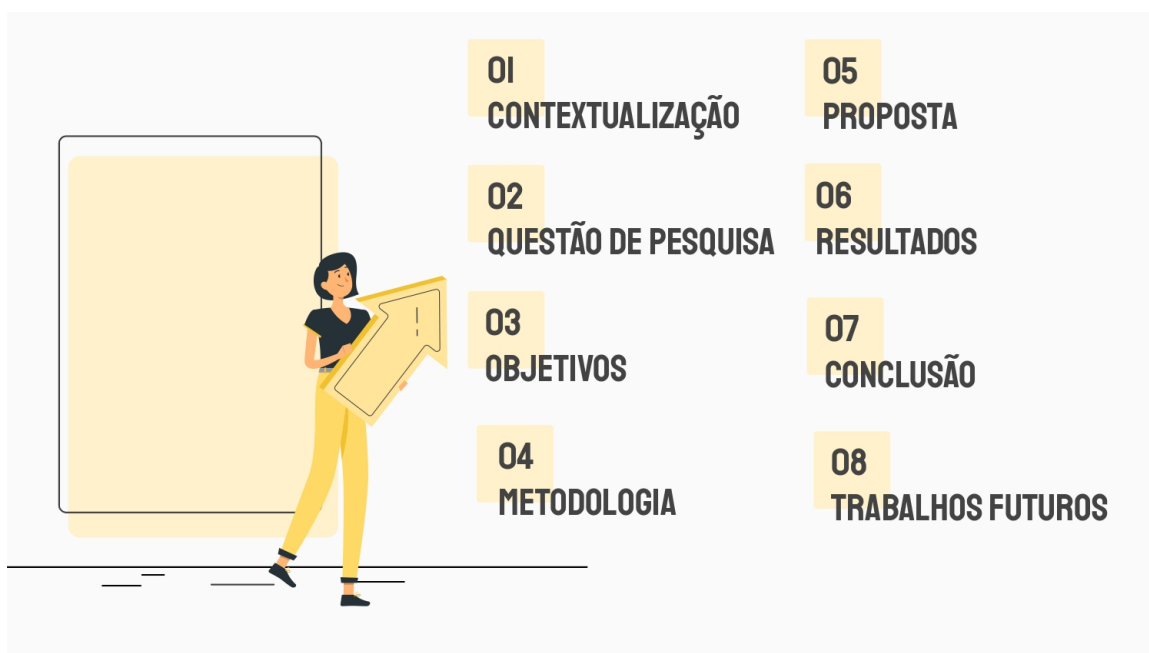 01
CONTEXTUALIZAÇÃO
02
QUESTÃO DE PESQUISA
03
OBJETIVOS
04
METODOLOGIA
05
PROPOSTA
06
RESULTADOS
07
CONCLUSÃO
08
TRABALHOS FUTUROS